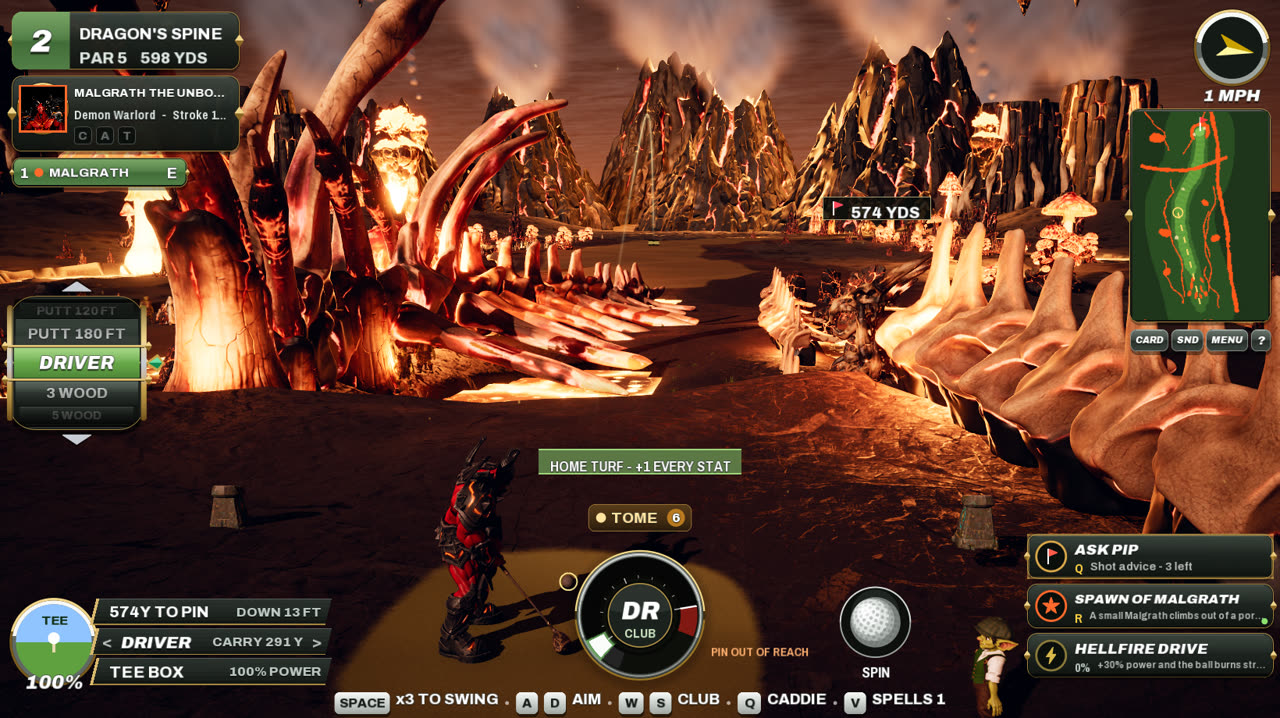 2
DRAGON'S SPINE
PAR 5 598 YDS
MALGRATH THE UNBO...
Demon Warlord - Stroke 1...
C A T
1 MALGRATH E
1 MPH
574 YDS
CARD SND MENU ?
PUTT 120 FT
PUTT 180 FT
DRIVER
3 WOOD
5 WOOD
HOME TURF - +1 EVERY STAT
TOME 6
DR
CLUB
PIN OUT OF REACH
SPIN
ASK PIP
Q Shot advice - 3 left
SPAWN OF MALGRATH
R A small Malgrath climbs out of a por...
HELLFIRE DRIVE
0% +30% power and the ball burns str...
TEE
100%
574Y TO PIN DOWN 13 FT
< DRIVER CARRY 291 Y >
TEE BOX 100% POWER
SPACE x3 TO SWING . A D AIM . W S CLUB . Q CADDIE . V SPELLS 1